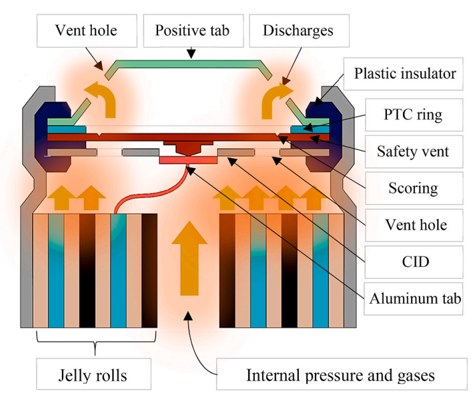 Vent hole
Positive tab
Discharges
Plastic insulator
PTC ring
Safety vent
Scoring
Vent hole
CID
Aluminum tab
Jelly rolls
Internal pressure and gases